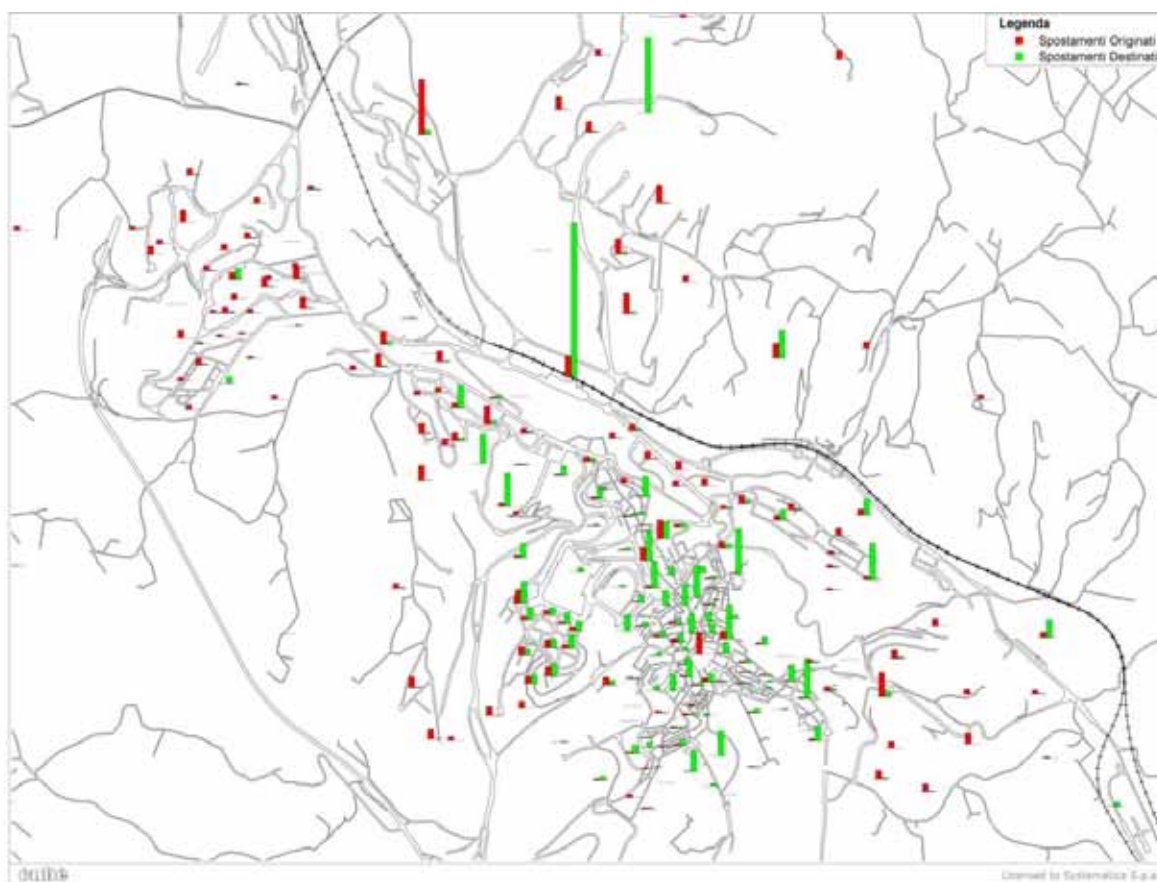 Legenda
Spostamenti Originati
Spostamenti Destinati
Licensed to Systematica S.p.a